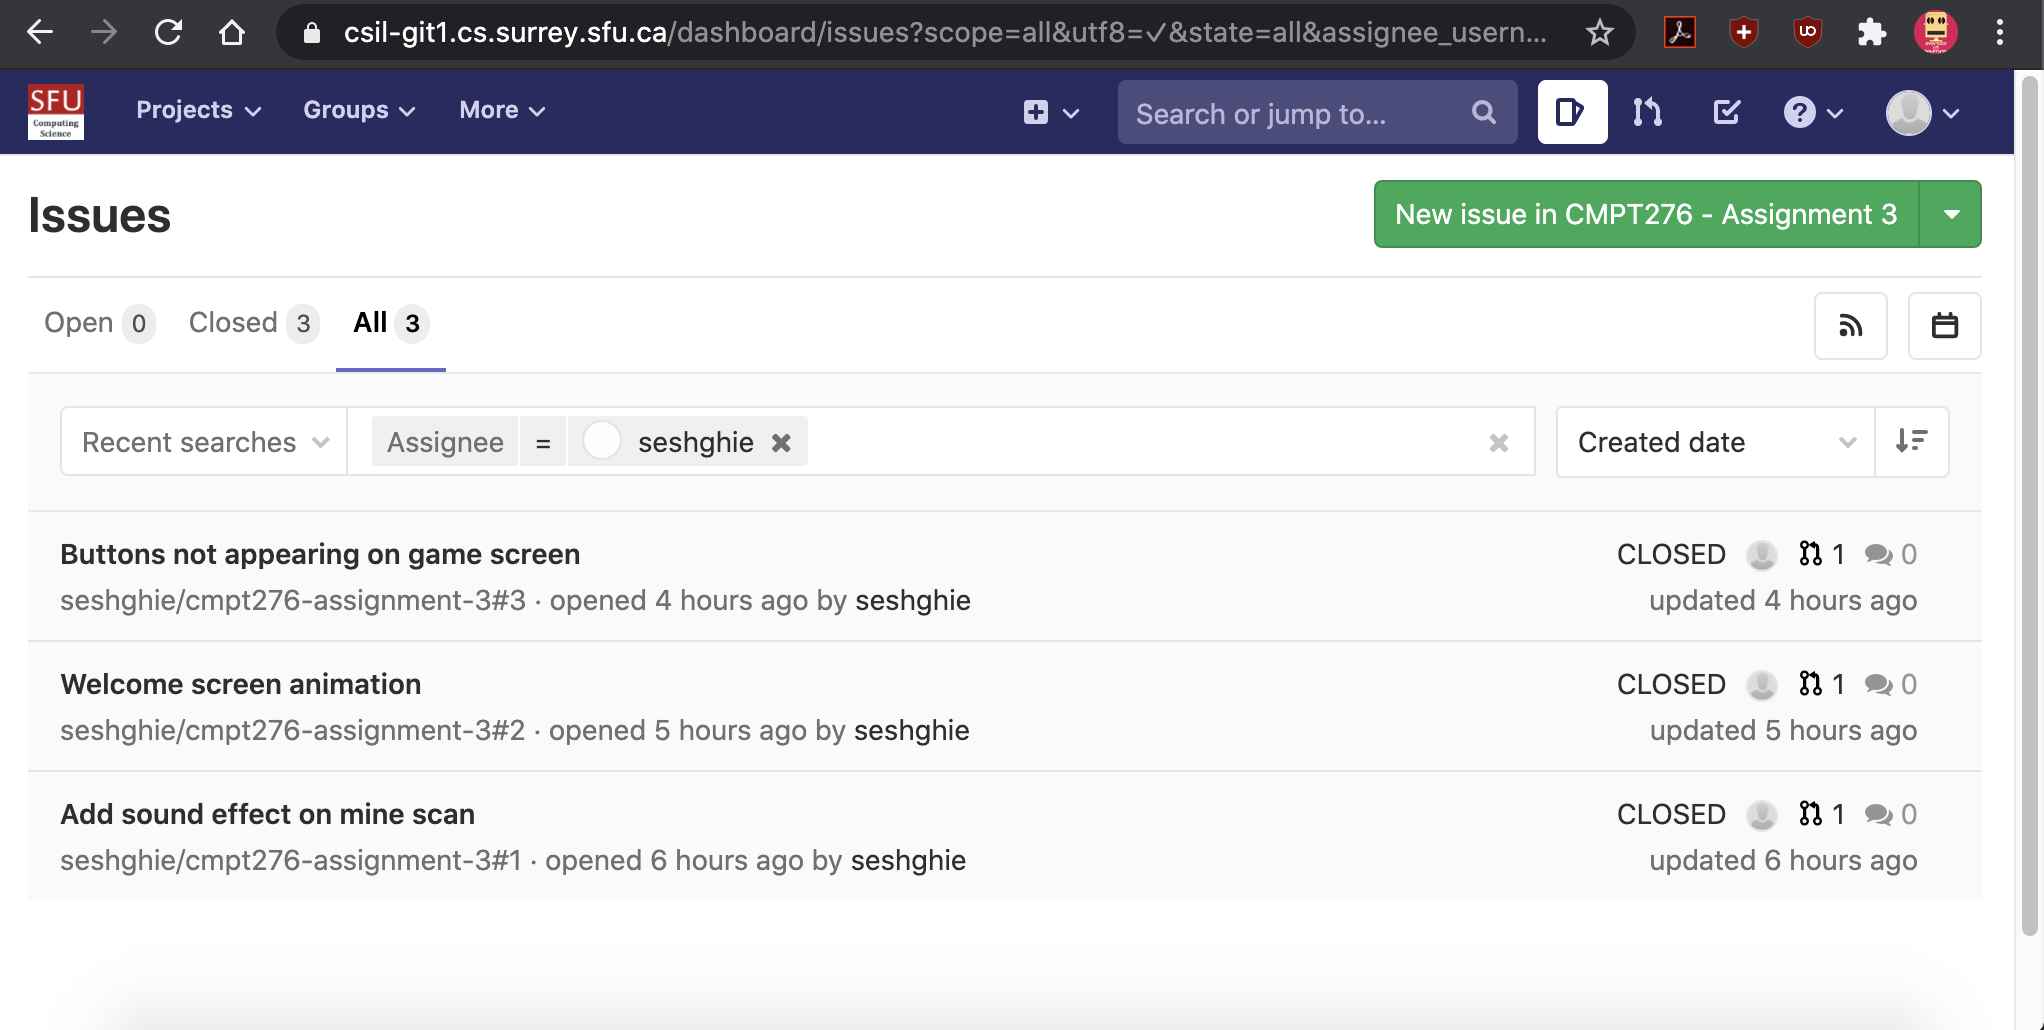 csil-git1.cs.surrey.sfu.ca/dashboard/issues?scope=all&utf8=✓&state=all&assignee_usern...
SFU
Computing
Science
Projects
Groups
More
Search or jump to...
Issues
New issue in CMPT276 - Assignment 3
Open 0
Closed 3
All 3
Recent searches
Assignee = seshghie
Created date
Buttons not appearing on game screen
CLOSED 1 0
seshghie/cmpt276-assignment-3#3 · opened 4 hours ago by seshghie
updated 4 hours ago
Welcome screen animation
CLOSED 1 0
seshghie/cmpt276-assignment-3#2 · opened 5 hours ago by seshghie
updated 5 hours ago
Add sound effect on mine scan
CLOSED 1 0
seshghie/cmpt276-assignment-3#1 · opened 6 hours ago by seshghie
updated 6 hours ago